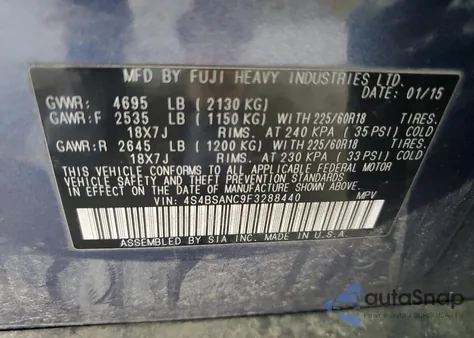 MFD BY FUJI HEAVY INDUSTRIES LTD.
DATE: 01/15
GVWR: 4695 LB (2130 KG)
GAWR:F 2535 LB (1150 KG) WITH 225/60R18 TIRES.
18X7J RIMS. AT 240 KPA (35 PSI) COLD
GAWR:R 2645 LB (1200 KG) WITH 225/60R18 TIRES.
18X7J RIMS. AT 230 KPA (33 PSI) COLD
THIS VEHICLE CONFORMS TO ALL APPLICABLE FEDERAL MOTOR
VEHICLE SAFETY AND THEFT PREVENTION STANDARDS IN
EFFECT ON THE DATE OF MANUFACTURE SHOWN ABOVE.
VIN: 4S4BSANC9F3288440 MPV
ASSEMBLED BY SIA INC. MADE IN U.S.A.
autoSnap